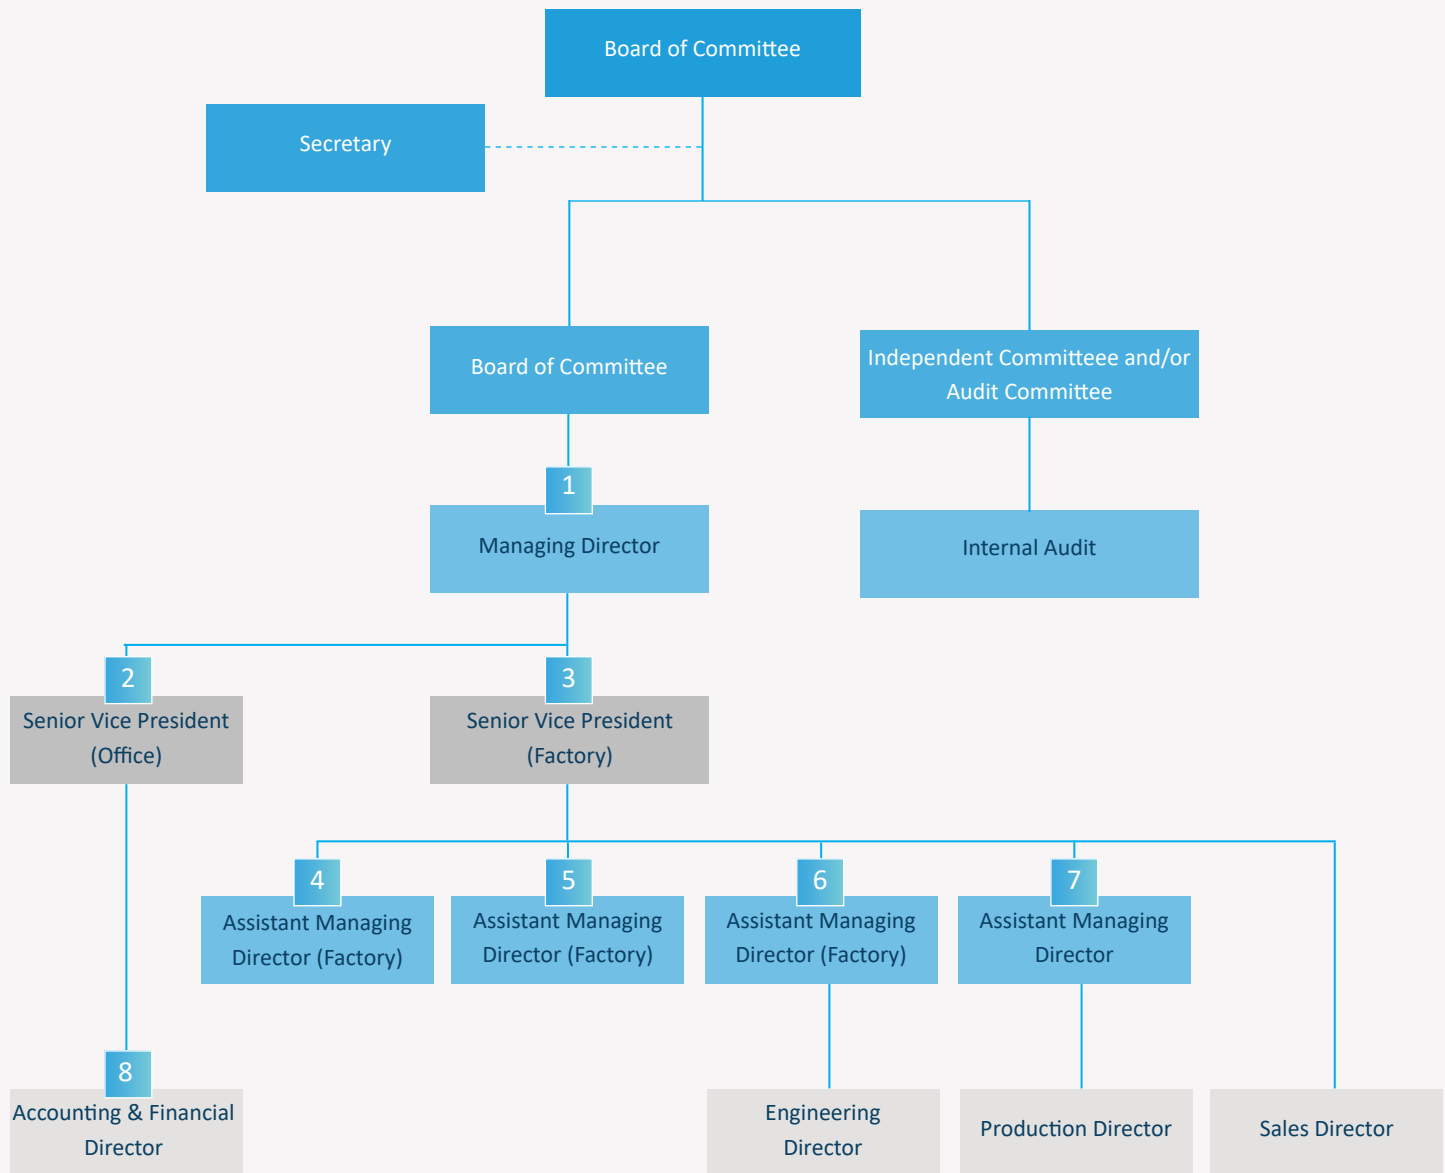 Board of Committee
Secretary
Board of Committee
Independent Committeee and/or
Audit Committee
1
Managing Director
Internal Audit
2
Senior Vice President
(Office)
3
Senior Vice President
(Factory)
4
Assistant Managing
Director (Factory)
5
Assistant Managing
Director (Factory)
6
Assistant Managing
Director (Factory)
7
Assistant Managing
Director
8
Accounting & Financial
Director
Engineering
Director
Production Director
Sales Director